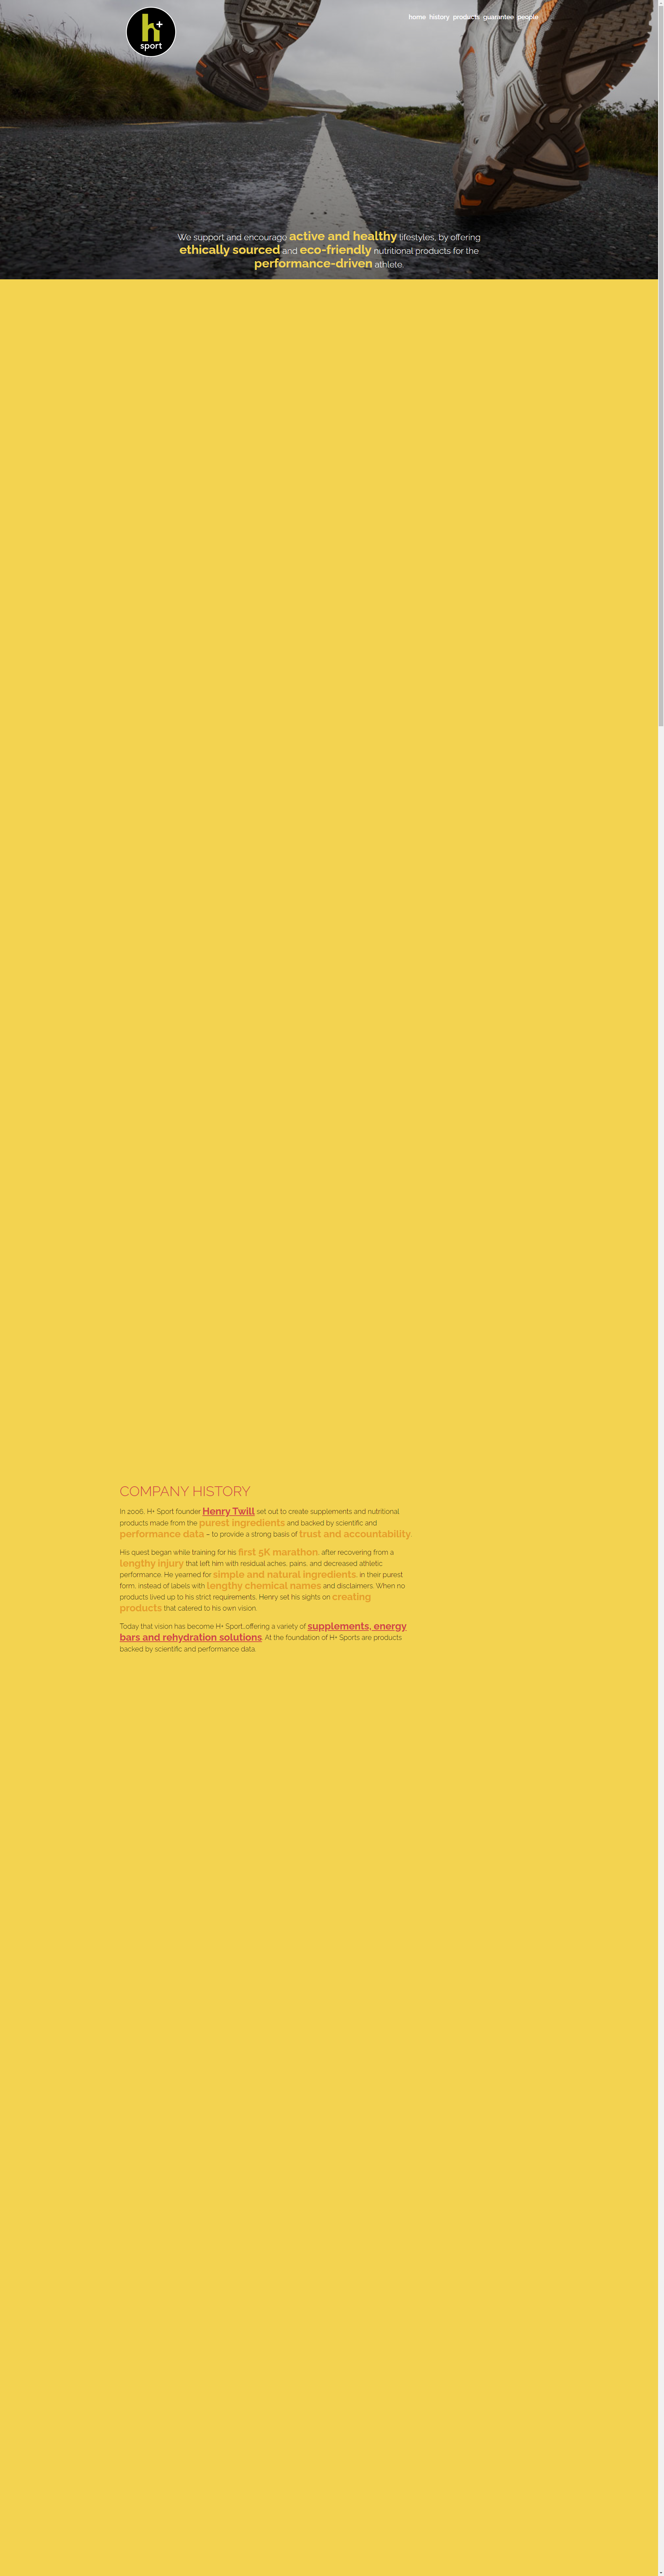 h+
sport
home history products guarantee people
We support and encourage active and healthy lifestyles, by offering
ethically sourced and eco-friendly nutritional products for the
performance-driven athlete.
COMPANY HISTORY
In 2006, H+ Sport founder Henry Twill set out to create supplements and nutritional
products made from the purest ingredients and backed by scientific and
performance data – to provide a strong basis of trust and accountability.
His quest began while training for his first 5K marathon, after recovering from a
lengthy injury that left him with residual aches, pains, and decreased athletic
performance. He yearned for simple and natural ingredients, in their purest
form, instead of labels with lengthy chemical names and disclaimers. When no
products lived up to his strict requirements, Henry set his sights on creating
products that catered to his own vision.
Today that vision has become H+ Sport…offering a variety of supplements, energy
bars and rehydration solutions. At the foundation of H+ Sports are products
backed by scientific and performance data.